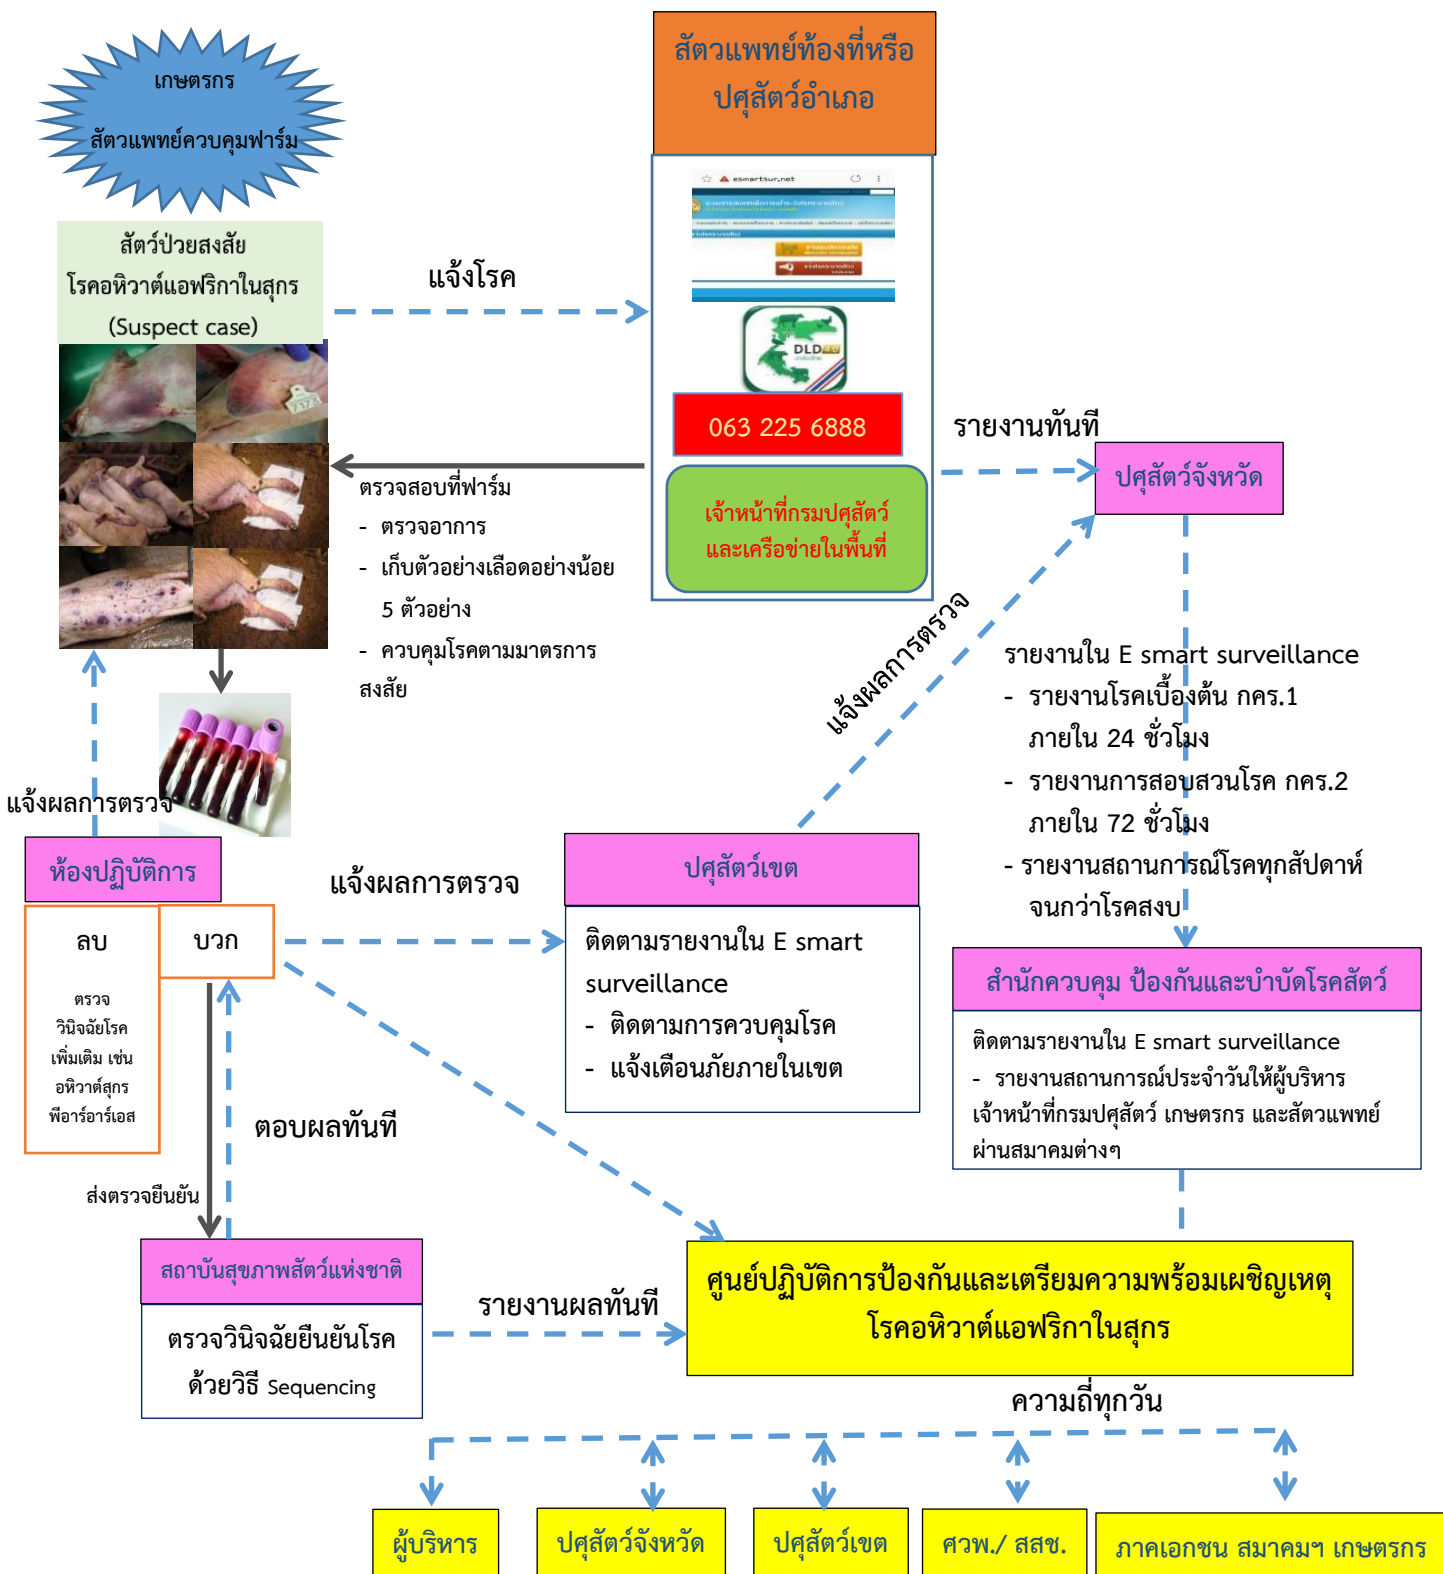 เกษตรกร
สัตวแพทย์ควบคุมฟาร์ม
สัตว์ป่วยสงสัย
โรคอหิวาต์แอฟริกาในสุกร
(Suspect case)
แจ้งโรค
สัตวแพทย์ท้องที่หรือ
ปศุสัตว์อำเภอ
esmartsur.net
DLD 4.0
063 225 6888
เจ้าหน้าที่กรมปศุสัตว์
และเครือข่ายในพื้นที่
7173
ตรวจสอบที่ฟาร์ม
- ตรวจอาการ
- เก็บตัวอย่างเลือดอย่างน้อย
5 ตัวอย่าง
- ควบคุมโรคตามมาตรการ
สงสัย
รายงานทันที
ปศุสัตว์จังหวัด
แจ้งผลการตรวจ
รายงานใน E smart surveillance
- รายงานโรคเบื้องต้น กคร.1
ภายใน 24 ชั่วโมง
- รายงานการสอบสวนโรค กคร.2
ภายใน 72 ชั่วโมง
- รายงานสถานการณ์โรคทุกสัปดาห์
จนกว่าโรคสงบ
แจ้งผลการตรวจ
ห้องปฏิบัติการ
ลบ
บวก
ตรวจ
วินิจฉัยโรค
เพิ่มเติม เช่น
อหิวาต์สุกร
พีอาร์อาร์เอส
แจ้งผลการตรวจ
ปศุสัตว์เขต
ติดตามรายงานใน E smart
surveillance
- ติดตามการควบคุมโรค
- แจ้งเตือนภัยภายในเขต
สำนักควบคุม ป้องกันและบำบัดโรคสัตว์
ติดตามรายงานใน E smart surveillance
- รายงานสถานการณ์ประจำวันให้ผู้บริหาร
เจ้าหน้าที่กรมปศุสัตว์ เกษตรกร และสัตวแพทย์
ผ่านสมาคมต่างๆ
ตอบผลทันที
ส่งตรวจยืนยัน
สถาบันสุขภาพสัตว์แห่งชาติ
ตรวจวินิจฉัยยืนยันโรค
ด้วยวิธี Sequencing
รายงานผลทันที
ศูนย์ปฏิบัติการป้องกันและเตรียมความพร้อมเผชิญเหตุ
โรคอหิวาต์แอฟริกาในสุกร
ความถี่ทุกวัน
ผู้บริหาร
ปศุสัตว์จังหวัด
ปศุสัตว์เขต
ศวพ./ สสช.
ภาคเอกชน สมาคมฯ เกษตรกร